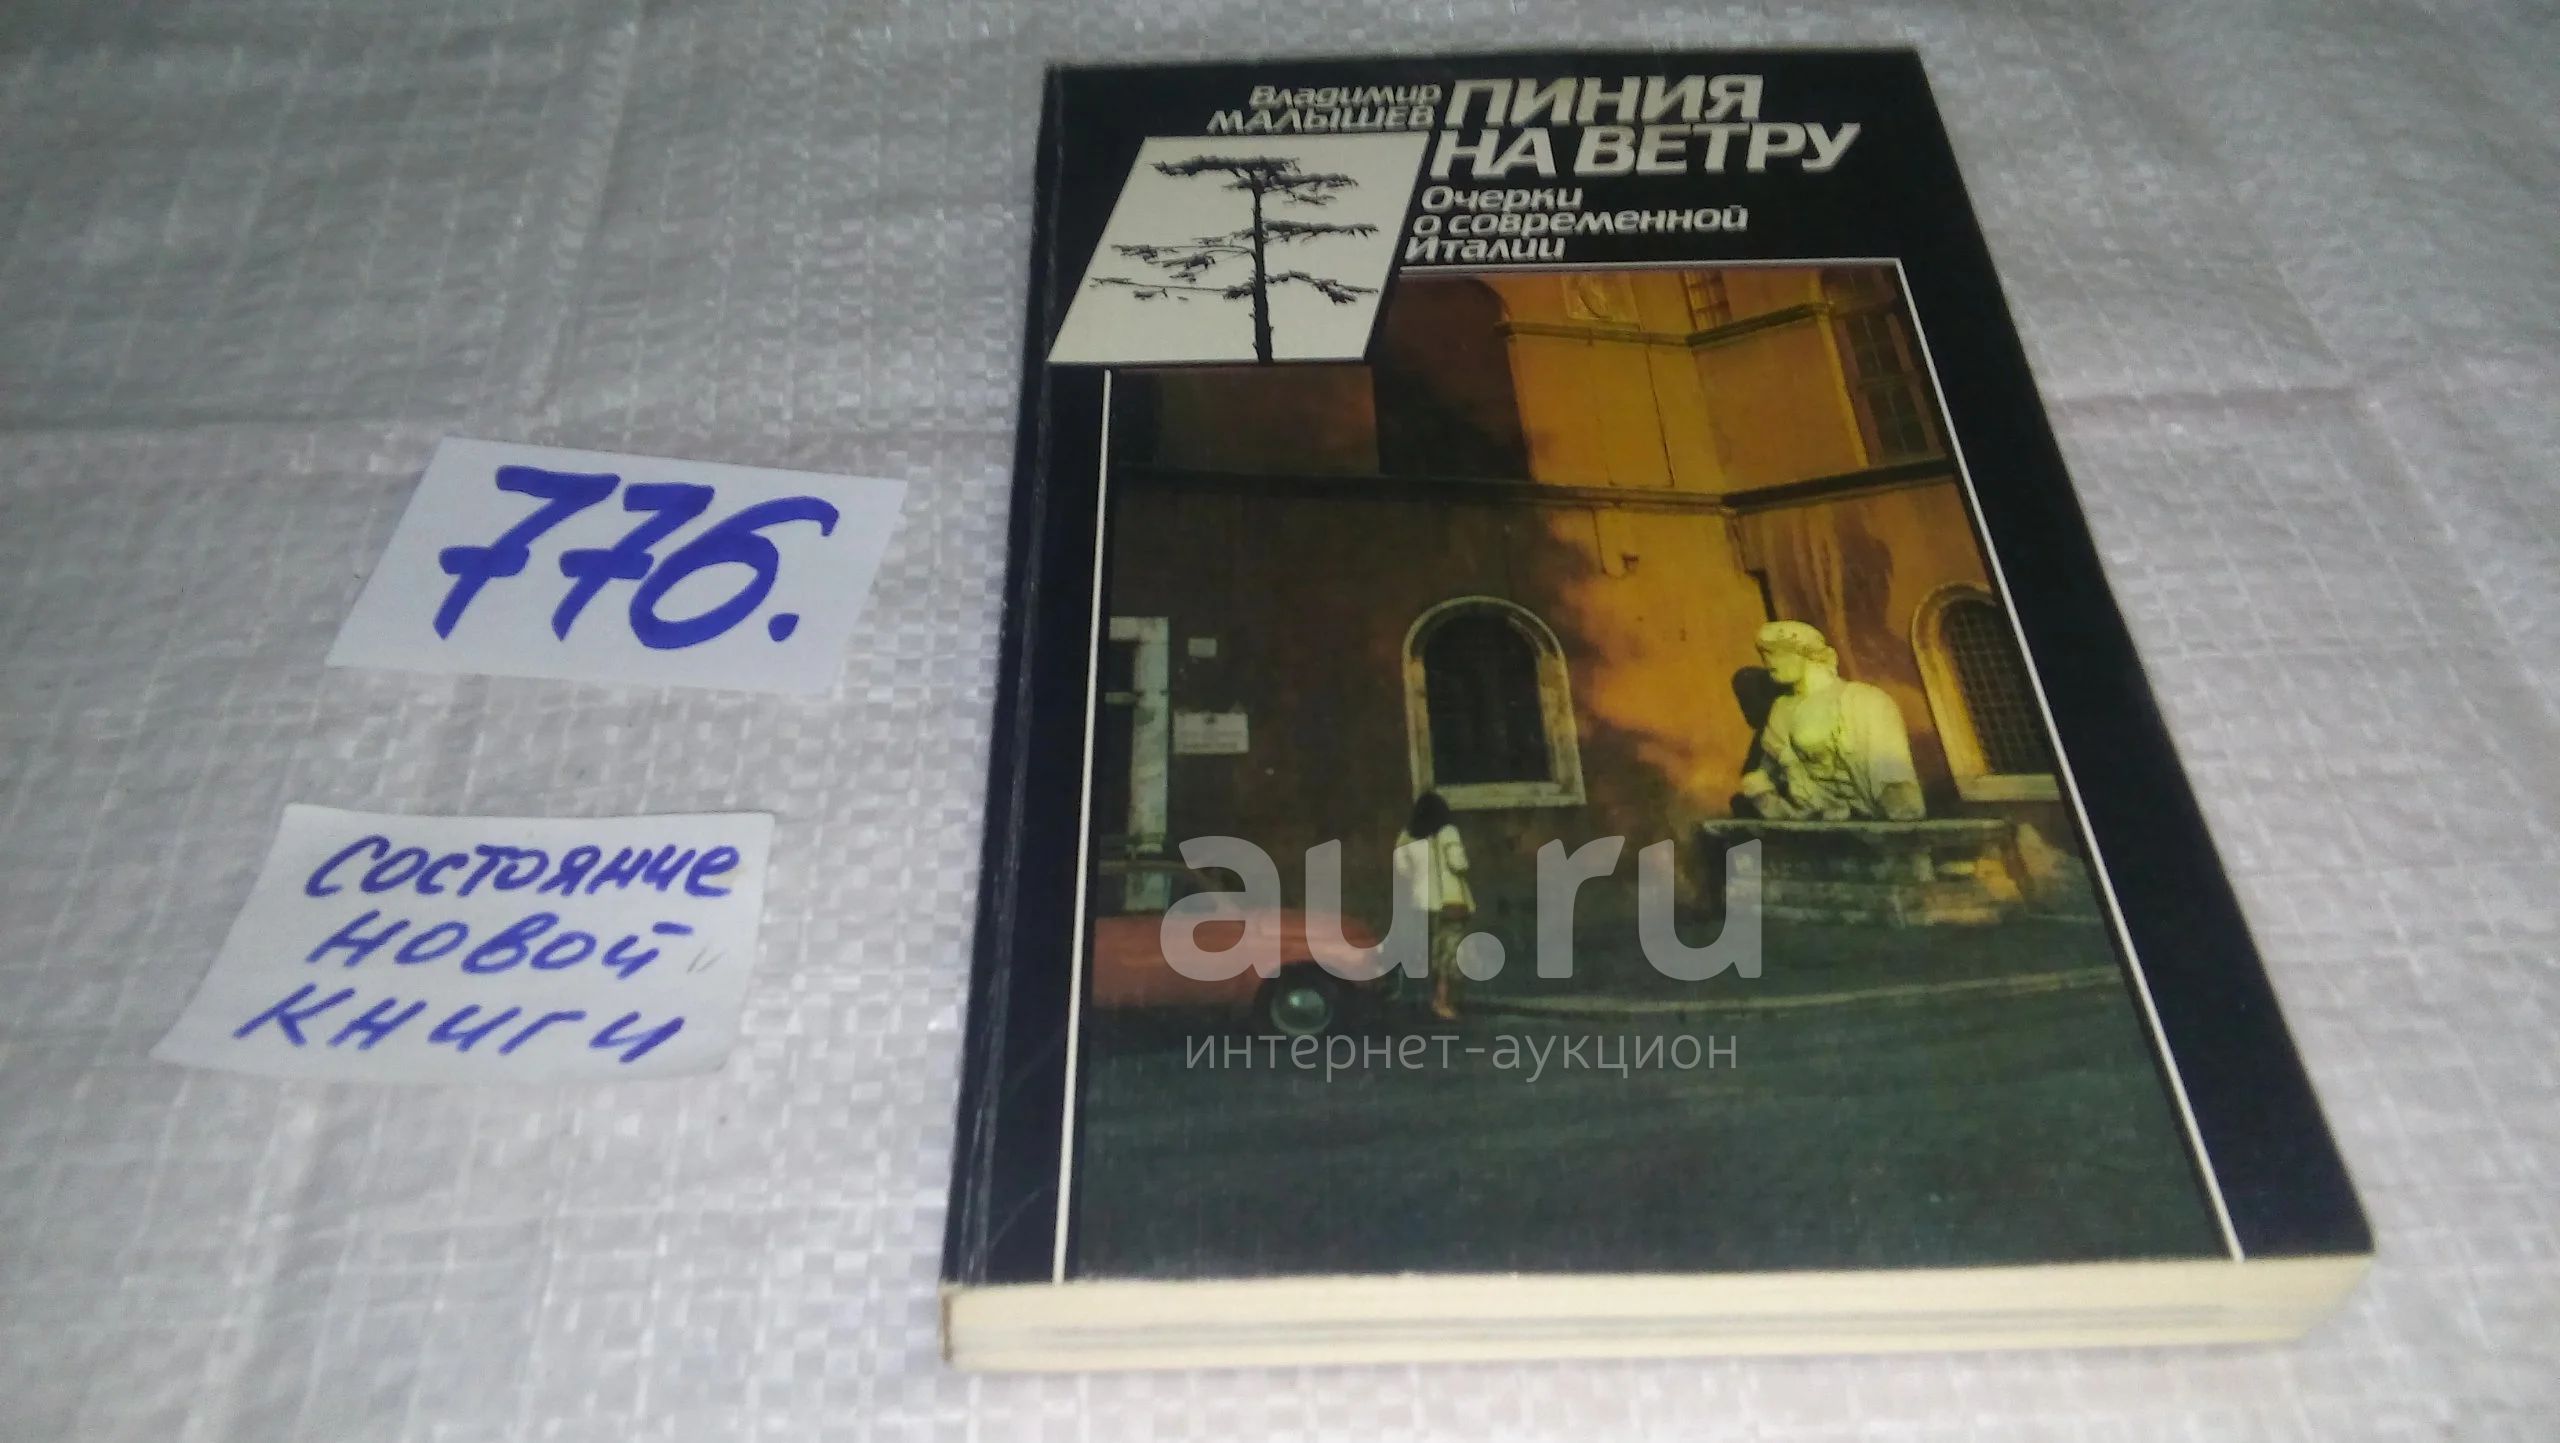 Владимир
МАЛЫШЕВ
ПИНИЯ
НА ВЕТРУ
Очерки
о современной
Италии
776.
состояние
новой
книги
au.ru
интернет-аукцион